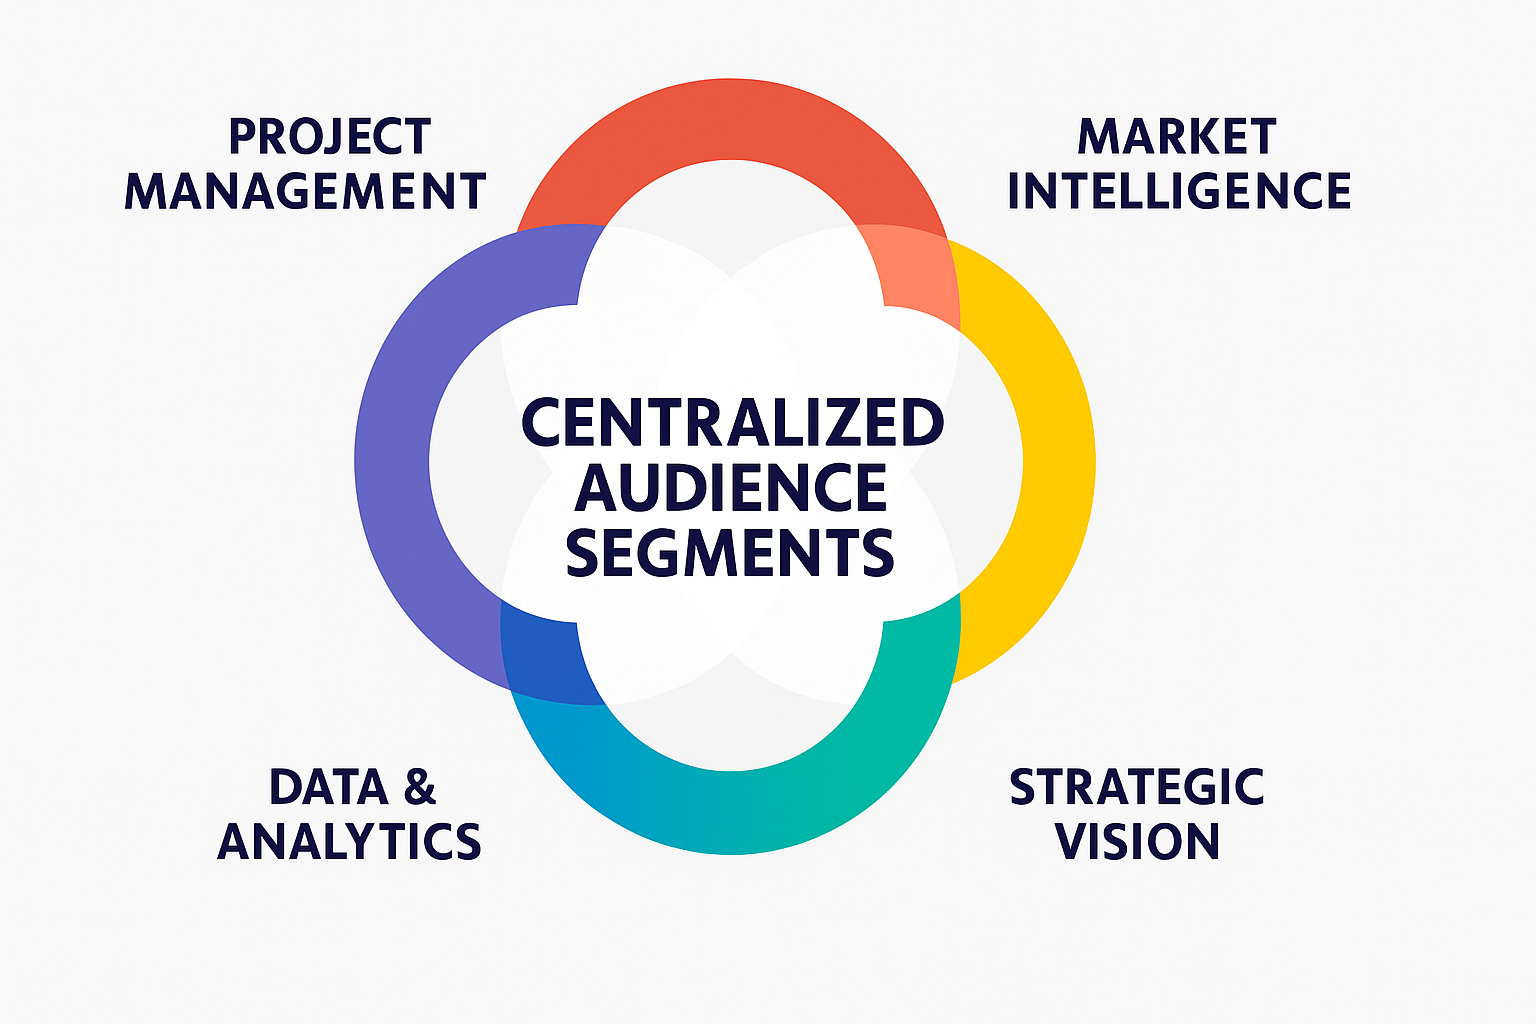 PROJECT
MANAGEMENT
MARKET
INTELLIGENCE
CENTRALIZED
AUDIENCE
SEGMENTS
DATA &
ANALYTICS
STRATEGIC
VISION